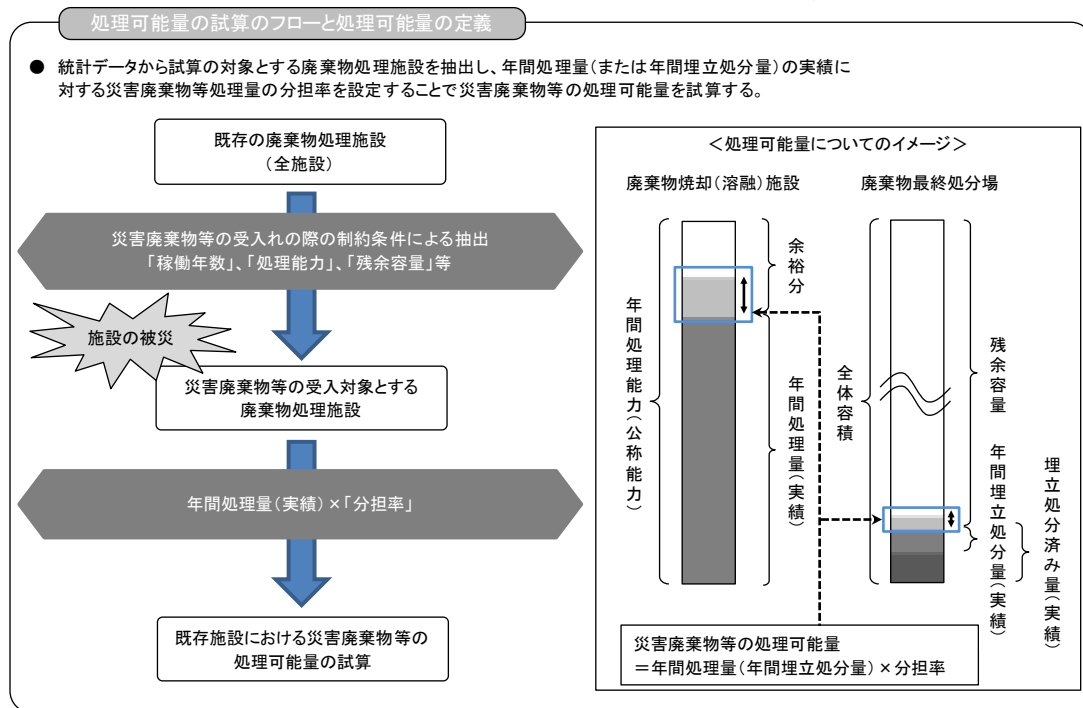 処理可能量の試算のフローと処理可能量の定義
● 統計データから試算の対象とする廃棄物処理施設を抽出し、年間処理量(または年間埋立処分量)の実績に
対する災害廃棄物等処理量の分担率を設定することで災害廃棄物等の処理可能量を試算する。
既存の廃棄物処理施設
(全施設)
災害廃棄物等の受入れの際の制約条件による抽出
「稼働年数」、「処理能力」、「残余容量」等
施設の被災
災害廃棄物等の受入対象とする
廃棄物処理施設
年間処理量(実績)×「分担率」
既存施設における災害廃棄物等の
処理可能量の試算
<処理可能量についてのイメージ>
廃棄物焼却(溶融)施設
廃棄物最終処分場
年間処理能力(公称能力)
余裕分
年間処理量(実績)
全体容積
残余容量
年間埋立処分量(実績)
埋立処分済み量(実績)
災害廃棄物等の処理可能量
=年間処理量(年間埋立処分量)×分担率